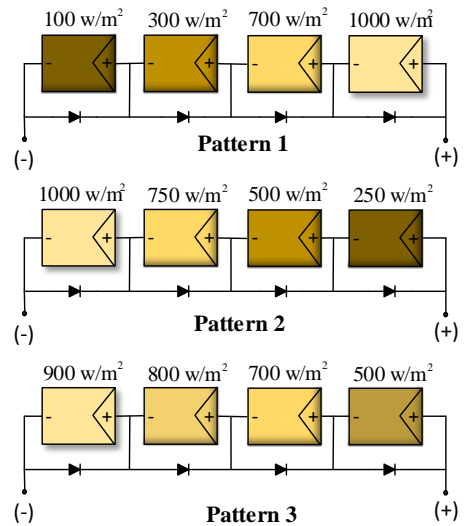 100 w/m² 300 w/m² 700 w/m² 1000 w/m²
- + - + - + - +
(-) Pattern 1 (+)
1000 w/m² 750 w/m² 500 w/m² 250 w/m²
- + - + - + - +
(-) Pattern 2 (+)
900 w/m² 800 w/m² 700 w/m² 500 w/m²
- + - + - + - +
(-) Pattern 3 (+)